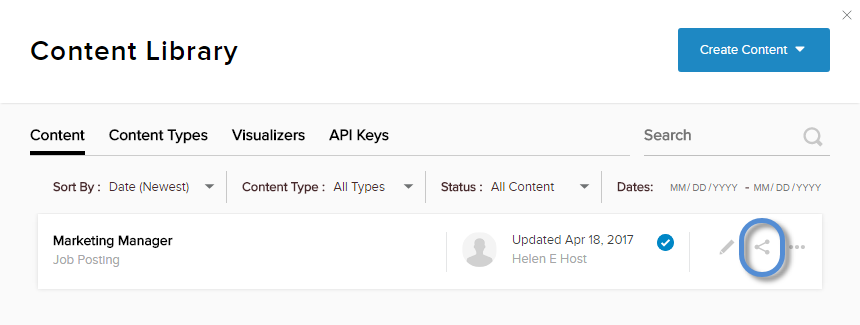 Content Library
Create Content
Content Content Types Visualizers API Keys Search
Sort By : Date (Newest) Content Type : All Types Status : All Content Dates: MM/DD/YYYY - MM/DD/YYYY
Marketing Manager Updated Apr 18, 2017
Job Posting Helen E Host